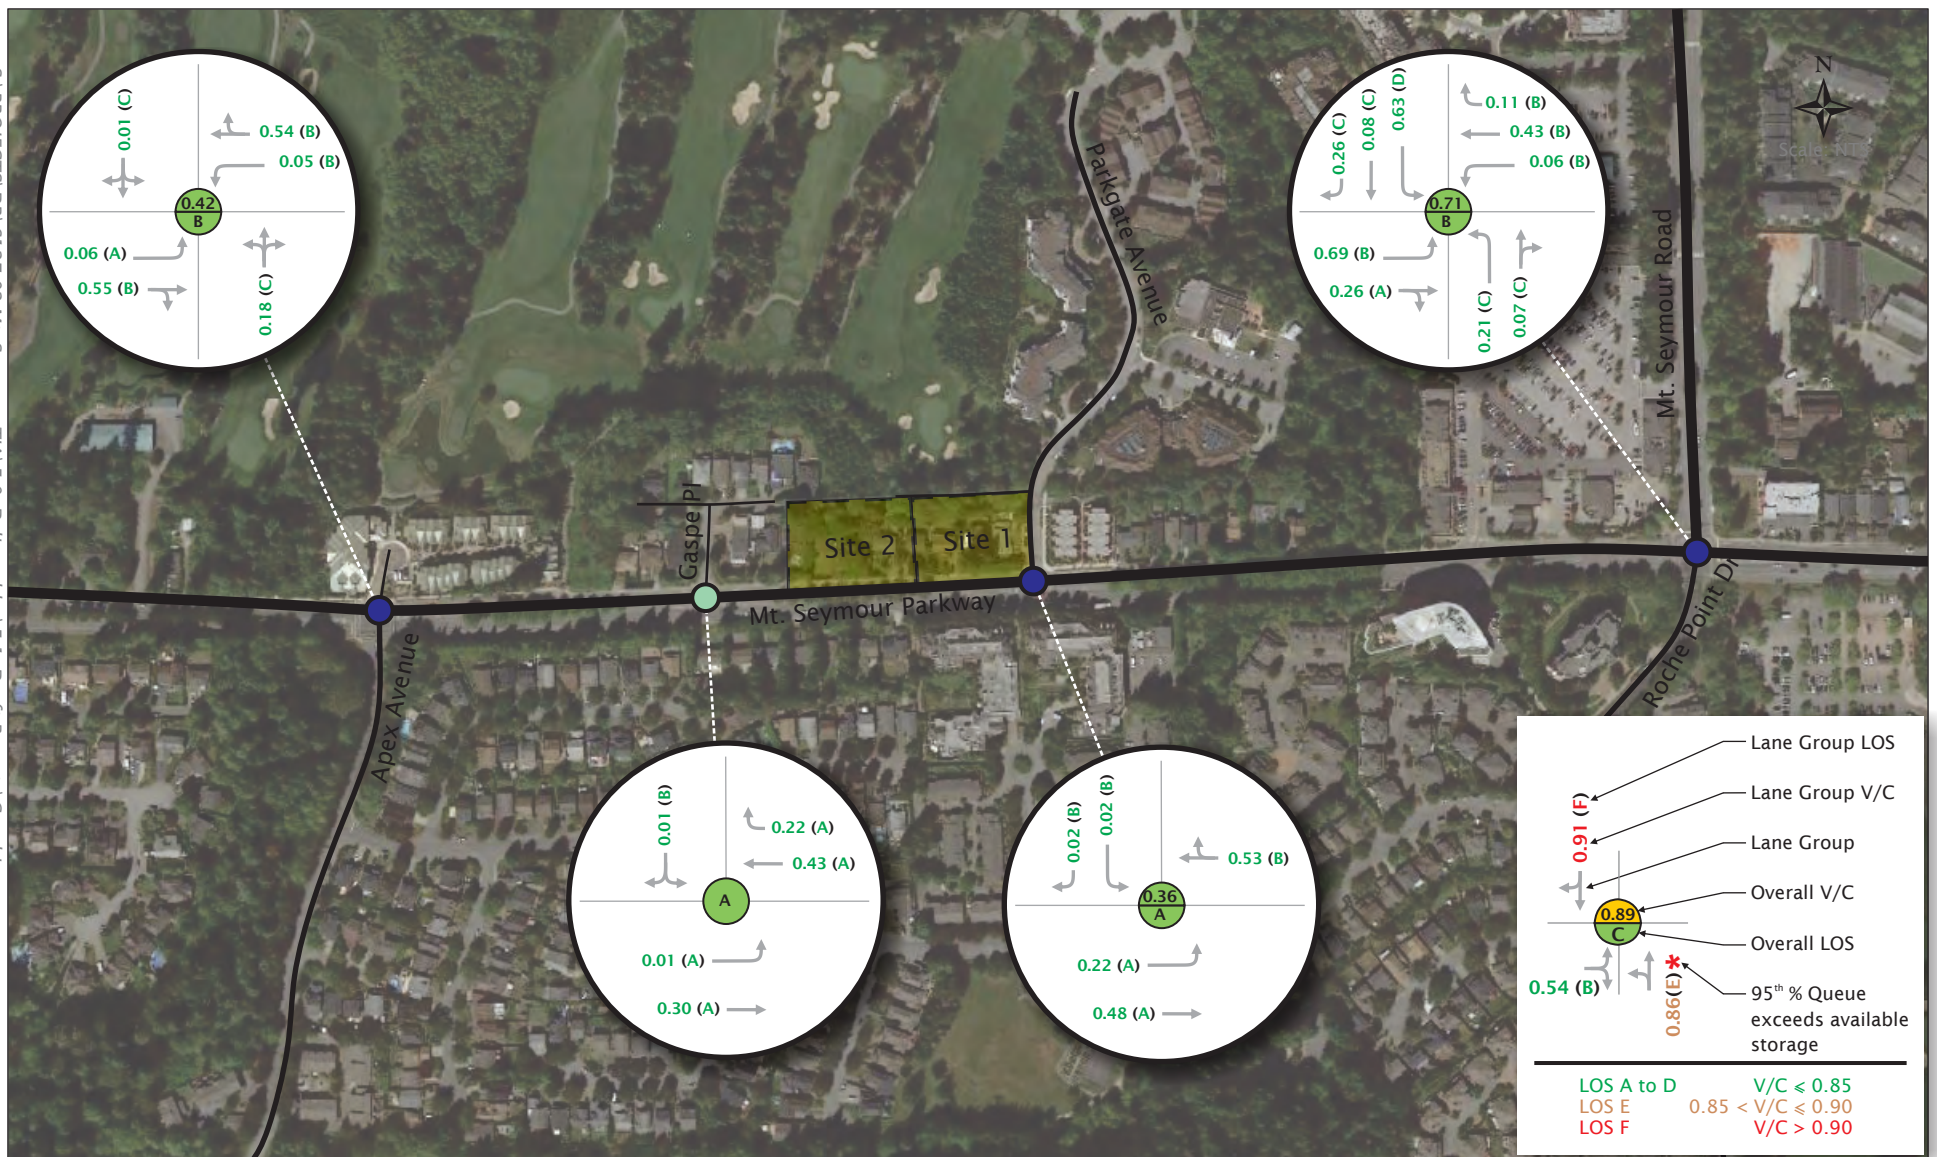 0.01 (C)
0.54 (B)
0.05 (B)
0.42
B
0.06 (A)
0.55 (B)
0.18 (C)
0.26 (C)
0.08 (C)
0.63 (D)
0.11 (B)
0.43 (B)
0.06 (B)
0.71
B
0.69 (B)
0.26 (A)
0.21 (C)
0.07 (C)
N
Scale: NTS
Parkgate Avenue
Mt. Seymour Road
Gaspe Pl
Site 2
Site 1
Mt. Seymour Parkway
Apex Avenue
Roche Point Dr
0.01 (B)
0.22 (A)
0.43 (A)
A
0.01 (A)
0.30 (A)
0.02 (B)
0.02 (B)
0.53 (B)
0.36
A
0.22 (A)
0.48 (A)
Lane Group LOS
Lane Group V/C
Lane Group
Overall V/C
Overall LOS
95th % Queue
exceeds available
storage
0.91 (F)
0.89
C
0.54 (B)
0.86(E)*
LOS A to D V/C ⩽ 0.85
LOS E 0.85 < V/C ⩽ 0.90
LOS F V/C > 0.90